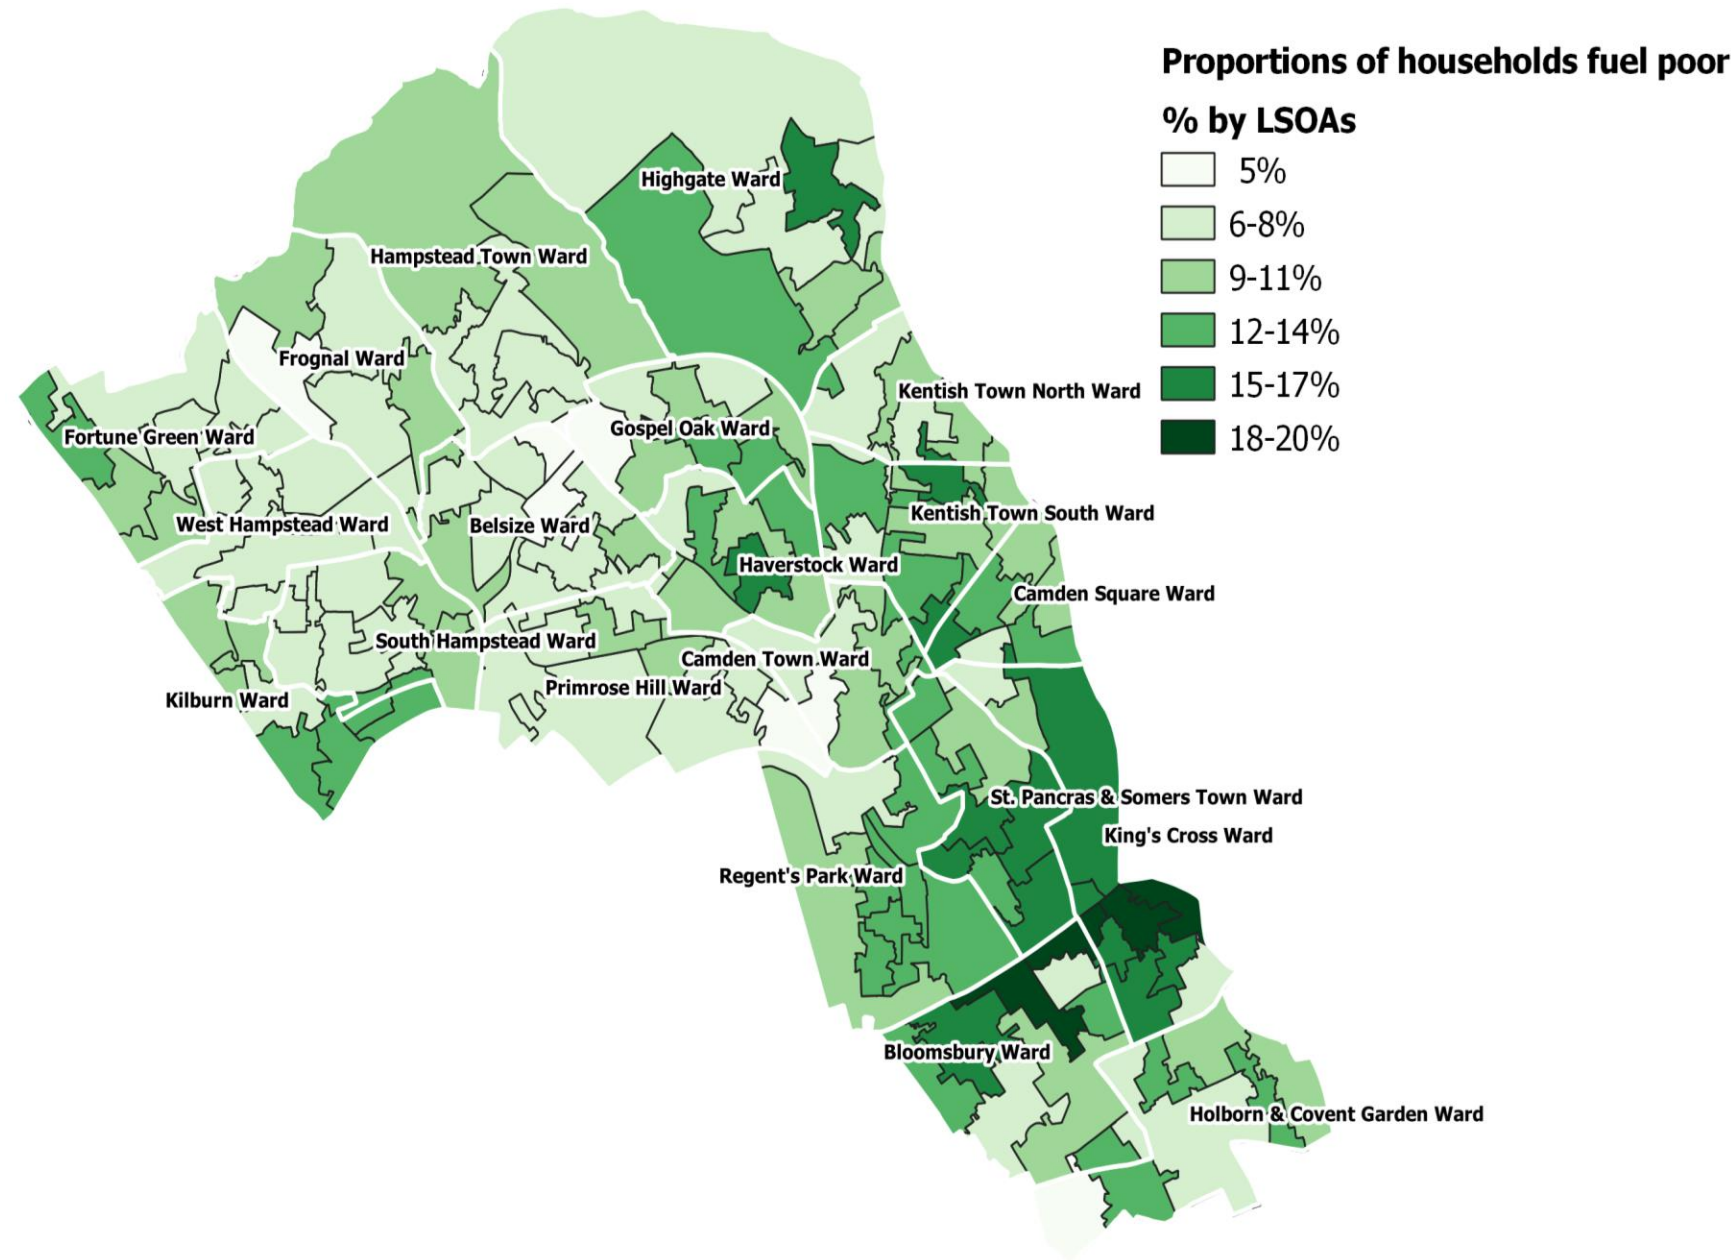 Proportions of households fuel poor
% by LSOAs
5%
6-8%
9-11%
12-14%
15-17%
18-20%
Highgate Ward
Hampstead Town Ward
Frognal Ward
Kentish Town North Ward
Gospel Oak Ward
Fortune Green Ward
Kentish Town South Ward
West Hampstead Ward
Belsize Ward
Haverstock Ward
Camden Square Ward
South Hampstead Ward
Camden Town Ward
Primrose Hill Ward
Kilburn Ward
St. Pancras & Somers Town Ward
King's Cross Ward
Regent's Park Ward
Bloomsbury Ward
Holborn & Covent Garden Ward